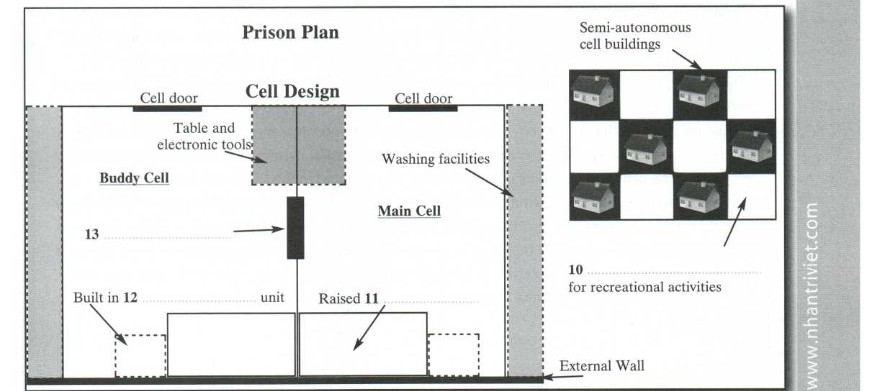 Prison Plan
Semi-autonomous
cell buildings
Cell Design
Cell door
Cell door
Table and
electronic tools
Washing facilities
Buddy Cell
Main Cell
13 ........................
10 ........................
for recreational activities
Built in 12 ........................ unit
Raised 11 ........................
External Wall
www.nhantriviet.com